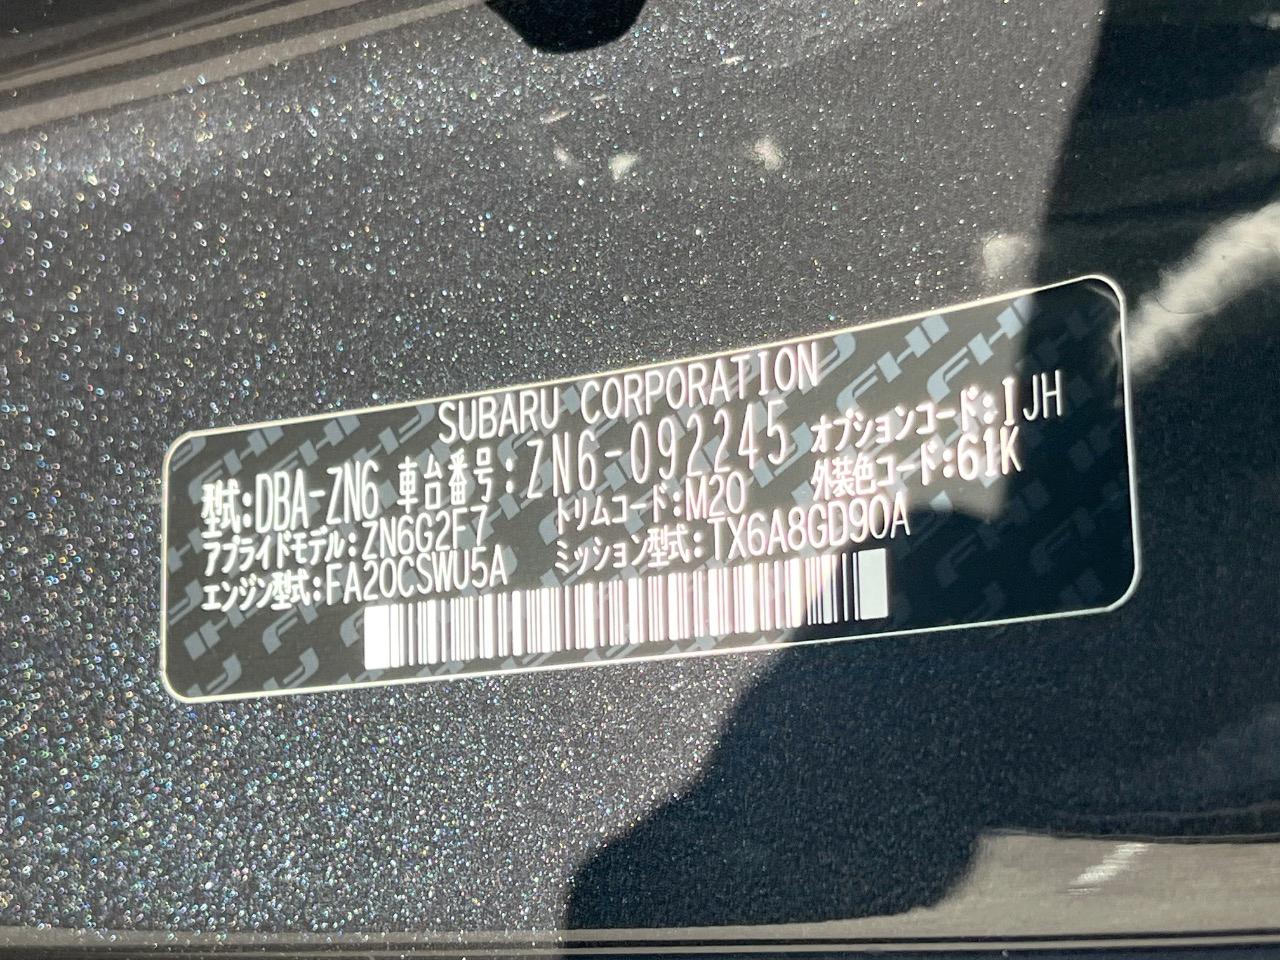 SUBARU CORPORATION
型式:DBA-ZN6 車台番号:ZN6-092245 オプションコード:IJH
アプライドモデル:ZN6G2F7 トリムコード:M20 外装色コード:61K
エンジン型式:FA20CSWU5A ミッション型式:TX6A8GD90A